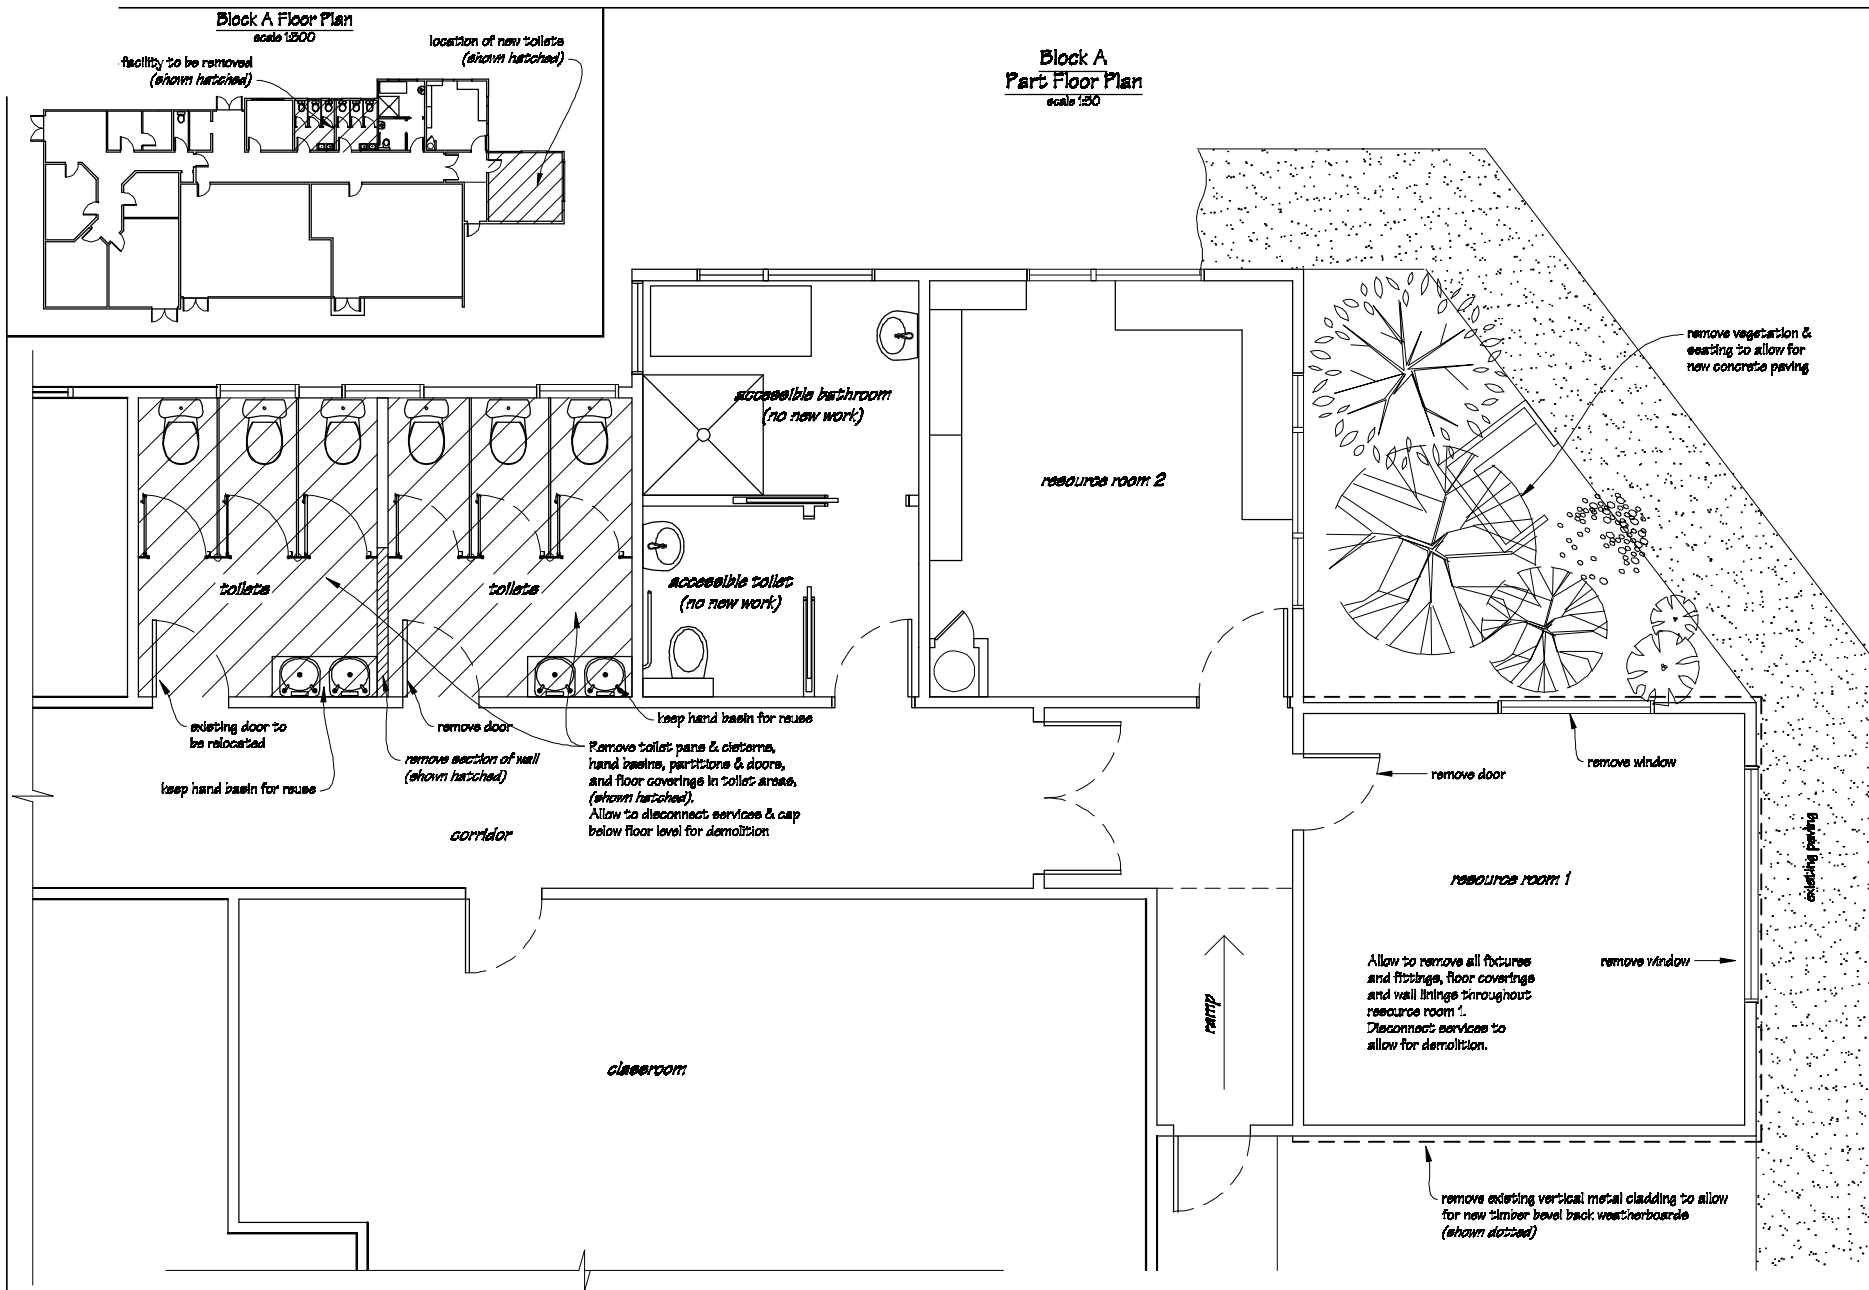 Block A Floor Plan
scale 1:300
location of new toilets
(shown hatched)
facility to be removed
(shown hatched)
Block A
Part Floor Plan
scale 1:50
remove vegetation &
seating to allow for
new concrete paving
accessible bathroom
(no new work)
resource room 2
toilets
toilets
accessible toilet
(no new work)
existing door to
be relocated
remove door
keep hand basin for reuse
remove section of wall
(shown hatched)
keep hand basin for reuse
Remove toilet pans & cisterns,
hand basins, partitions & doors,
and floor coverings in toilet areas,
(shown hatched).
Allow to disconnect services & cap
below floor level for demolition
corridor
remove door
remove window
existing paving
resource room 1
remove window
Allow to remove all fixtures
and fittings, floor coverings
and wall linings throughout
resource room 1.
Disconnect services to
allow for demolition.
ramp
classroom
remove existing vertical metal cladding to allow
for new timber bevel back weatherboards
(shown dotted)